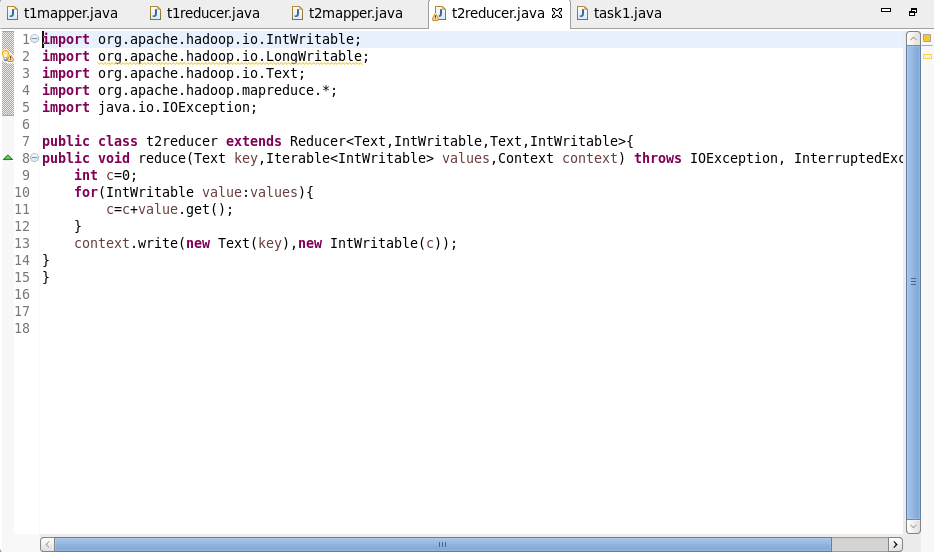 t1mapper.java t1reducer.java t2mapper.java t2reducer.java task1.java
1 import org.apache.hadoop.io.IntWritable;
2 import org.apache.hadoop.io.LongWritable;
3 import org.apache.hadoop.io.Text;
4 import org.apache.hadoop.mapreduce.*;
5 import java.io.IOException;
6
7 public class t2reducer extends Reducer<Text,IntWritable,Text,IntWritable>{
8 public void reduce(Text key,Iterable<IntWritable> values,Context context) throws IOException, InterruptedExc
9     int c=0;
10     for(IntWritable value:values){
11         c=c+value.get();
12     }
13     context.write(new Text(key),new IntWritable(c));
14 }
15 }
16
17
18